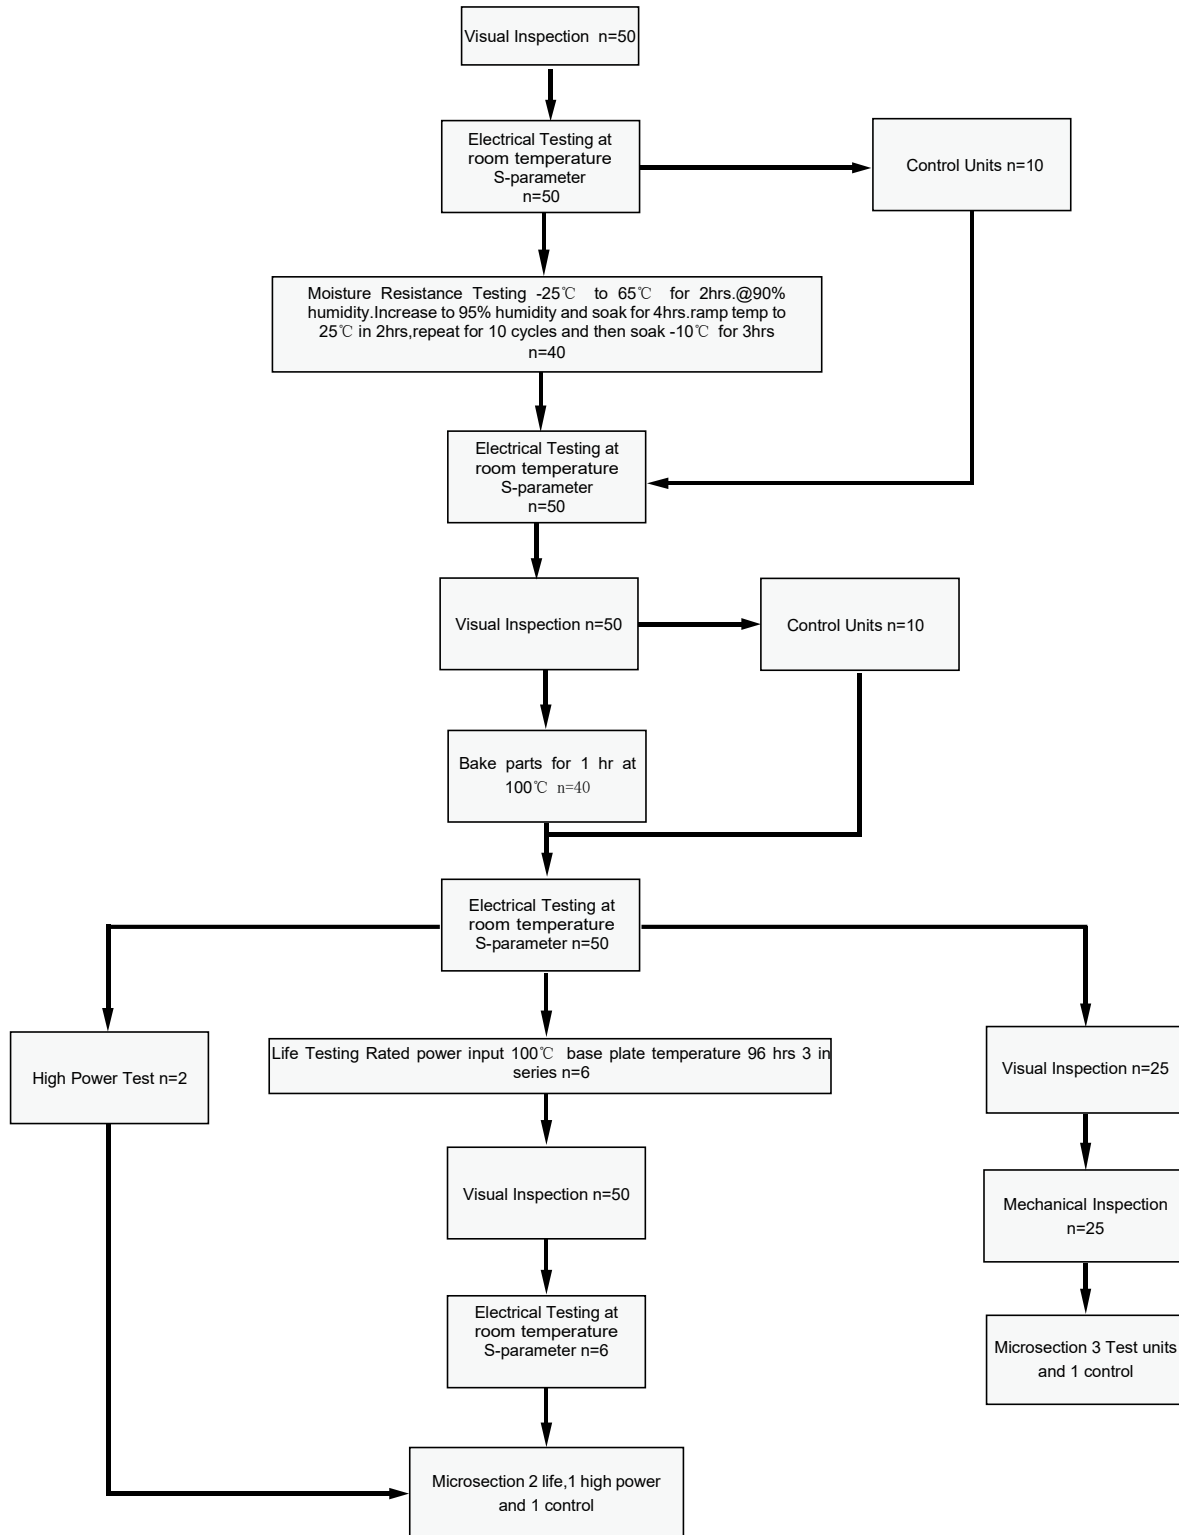 Visual Inspection n=50
Electrical Testing at
room temperature
S-parameter
n=50
Control Units n=10
Moisture Resistance Testing -25℃ to 65℃ for 2hrs.@90%
humidity.Increase to 95% humidity and soak for 4hrs.ramp temp to
25℃ in 2hrs,repeat for 10 cycles and then soak -10℃ for 3hrs
n=40
Electrical Testing at
room temperature
S-parameter
n=50
Visual Inspection n=50
Control Units n=10
Bake parts for 1 hr at
100℃ n=40
Electrical Testing at
room temperature
S-parameter n=50
High Power Test n=2
Life Testing Rated power input 100℃ base plate temperature 96 hrs 3 in
series n=6
Visual Inspection n=25
Visual Inspection n=50
Mechanical Inspection
n=25
Electrical Testing at
room temperature
S-parameter n=6
Microsection 3 Test units
and 1 control
Microsection 2 life,1 high power
and 1 control